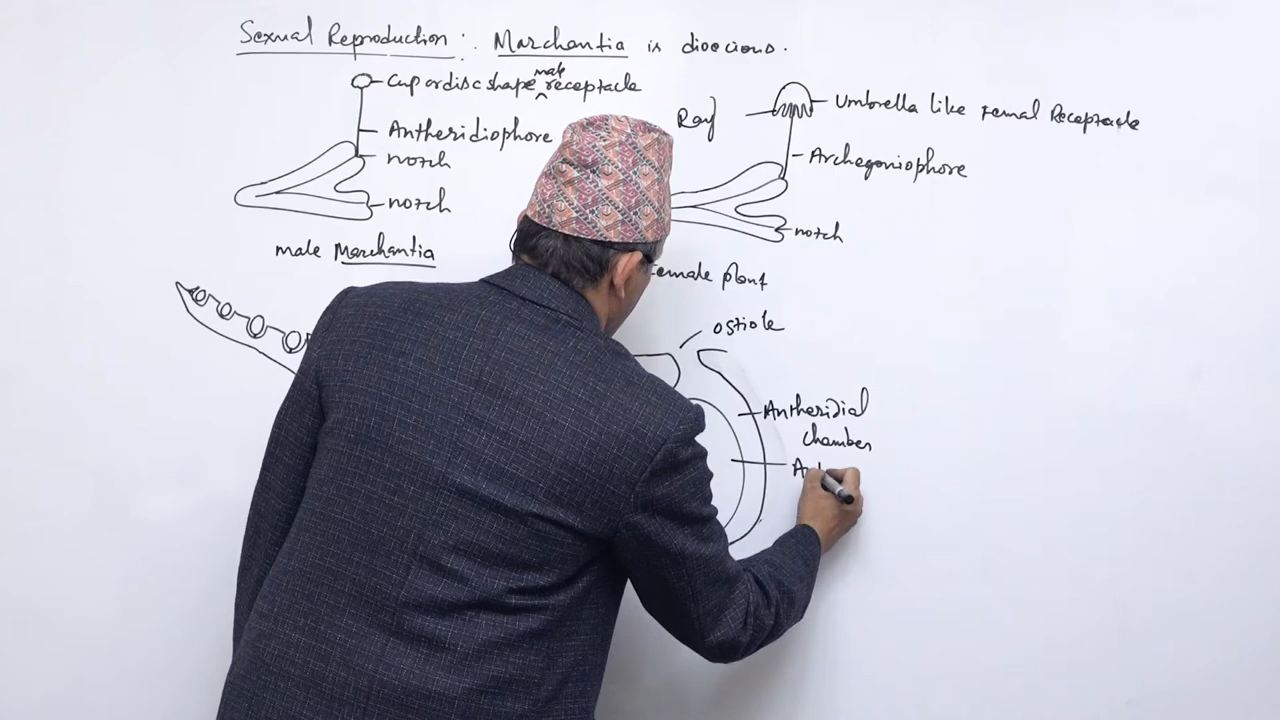 Sexual Reproduction: Marchantia is dioecious.
Cup or disc shape male receptacle
Antheridiophore
notch
notch
male Marchantia
Ray
Umbrella like Femal Receptacle
Archegoniophore
notch
Female plant
ostiole
Antheridial
chamber